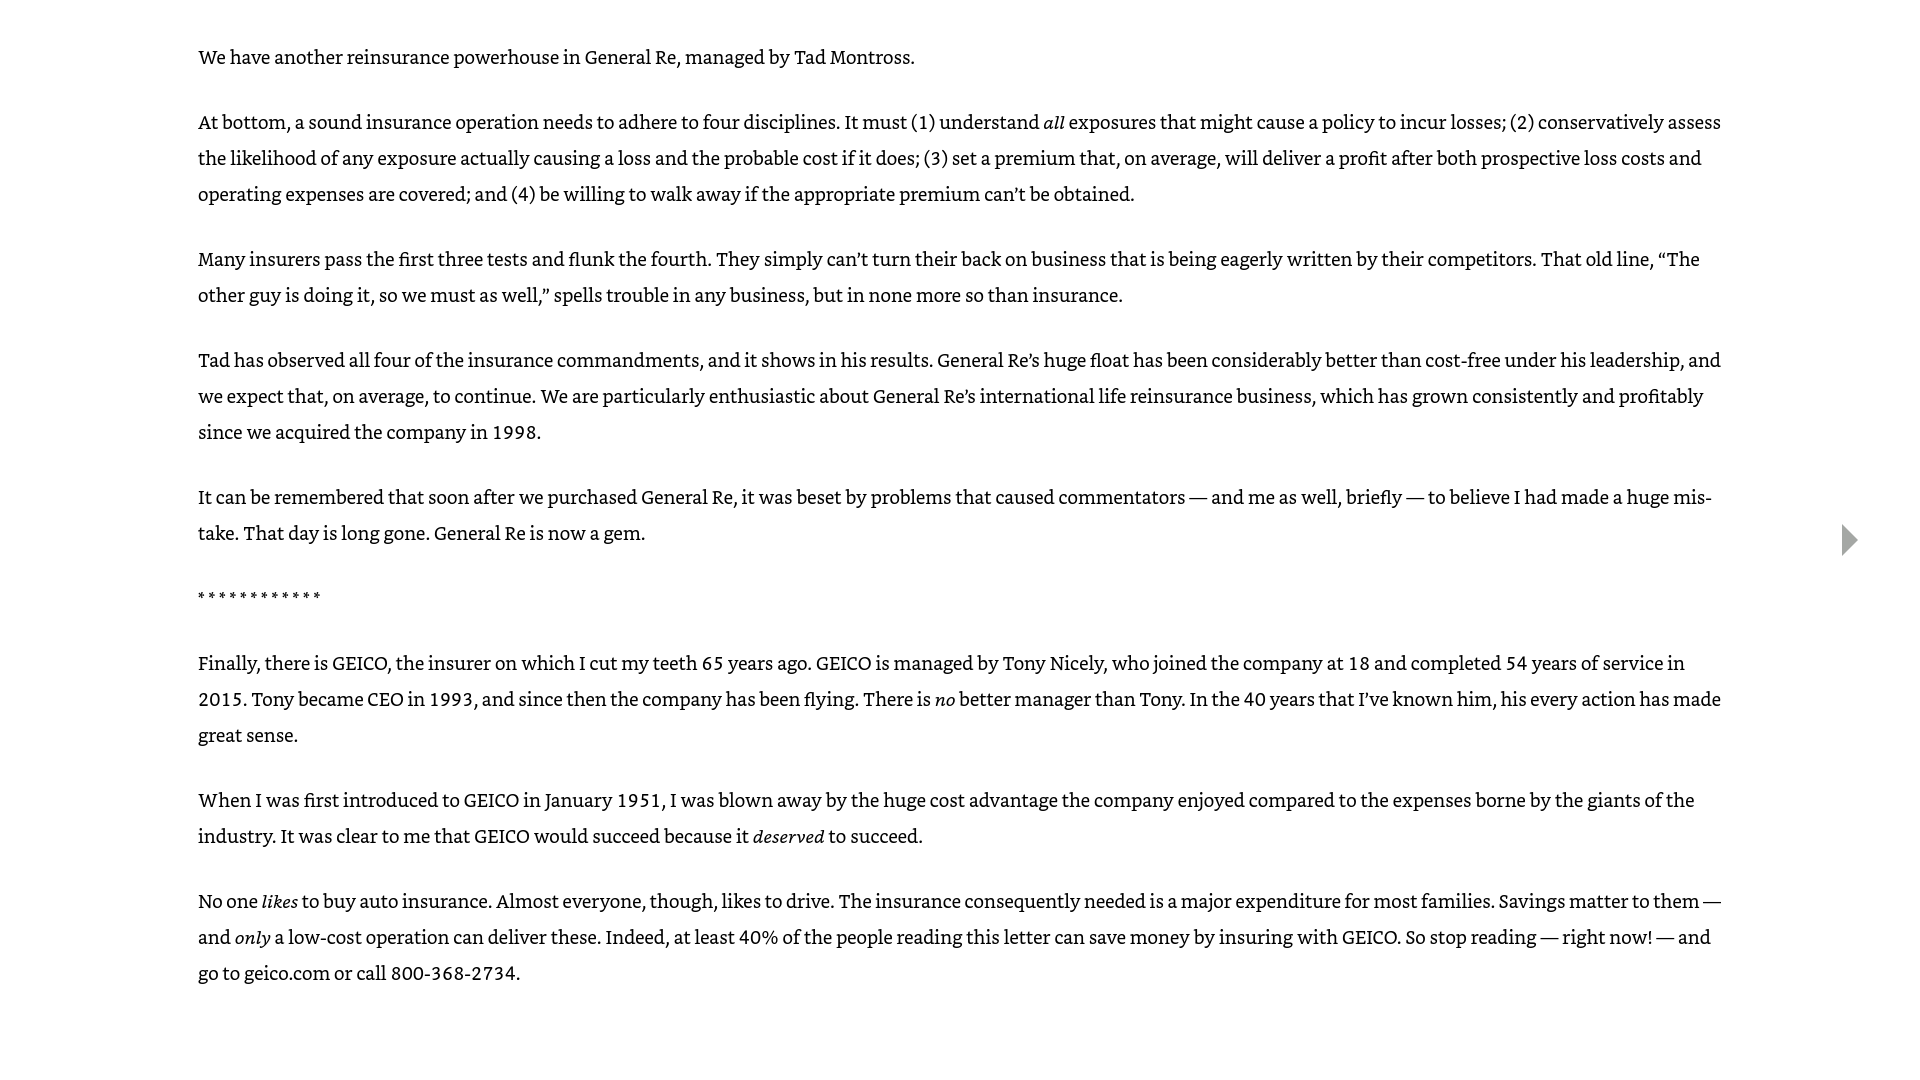 We have another reinsurance powerhouse in General Re, managed by Tad Montross.
At bottom, a sound insurance operation needs to adhere to four disciplines. It must (1) understand all exposures that might cause a policy to incur losses; (2) conservatively assess
the likelihood of any exposure actually causing a loss and the probable cost if it does; (3) set a premium that, on average, will deliver a profit after both prospective loss costs and
operating expenses are covered; and (4) be willing to walk away if the appropriate premium can’t be obtained.
Many insurers pass the first three tests and flunk the fourth. They simply can’t turn their back on business that is being eagerly written by their competitors. That old line, “The
other guy is doing it, so we must as well,” spells trouble in any business, but in none more so than insurance.
Tad has observed all four of the insurance commandments, and it shows in his results. General Re’s huge float has been considerably better than cost-free under his leadership, and
we expect that, on average, to continue. We are particularly enthusiastic about General Re’s international life reinsurance business, which has grown consistently and profitably
since we acquired the company in 1998.
It can be remembered that soon after we purchased General Re, it was beset by problems that caused commentators — and me as well, briefly — to believe I had made a huge mis-
take. That day is long gone. General Re is now a gem.
* * * * * * * * * * * *
Finally, there is GEICO, the insurer on which I cut my teeth 65 years ago. GEICO is managed by Tony Nicely, who joined the company at 18 and completed 54 years of service in
2015. Tony became CEO in 1993, and since then the company has been flying. There is no better manager than Tony. In the 40 years that I’ve known him, his every action has made
great sense.
When I was first introduced to GEICO in January 1951, I was blown away by the huge cost advantage the company enjoyed compared to the expenses borne by the giants of the
industry. It was clear to me that GEICO would succeed because it deserved to succeed.
No one likes to buy auto insurance. Almost everyone, though, likes to drive. The insurance consequently needed is a major expenditure for most families. Savings matter to them —
and only a low-cost operation can deliver these. Indeed, at least 40% of the people reading this letter can save money by insuring with GEICO. So stop reading — right now! — and
go to geico.com or call 800-368-2734.